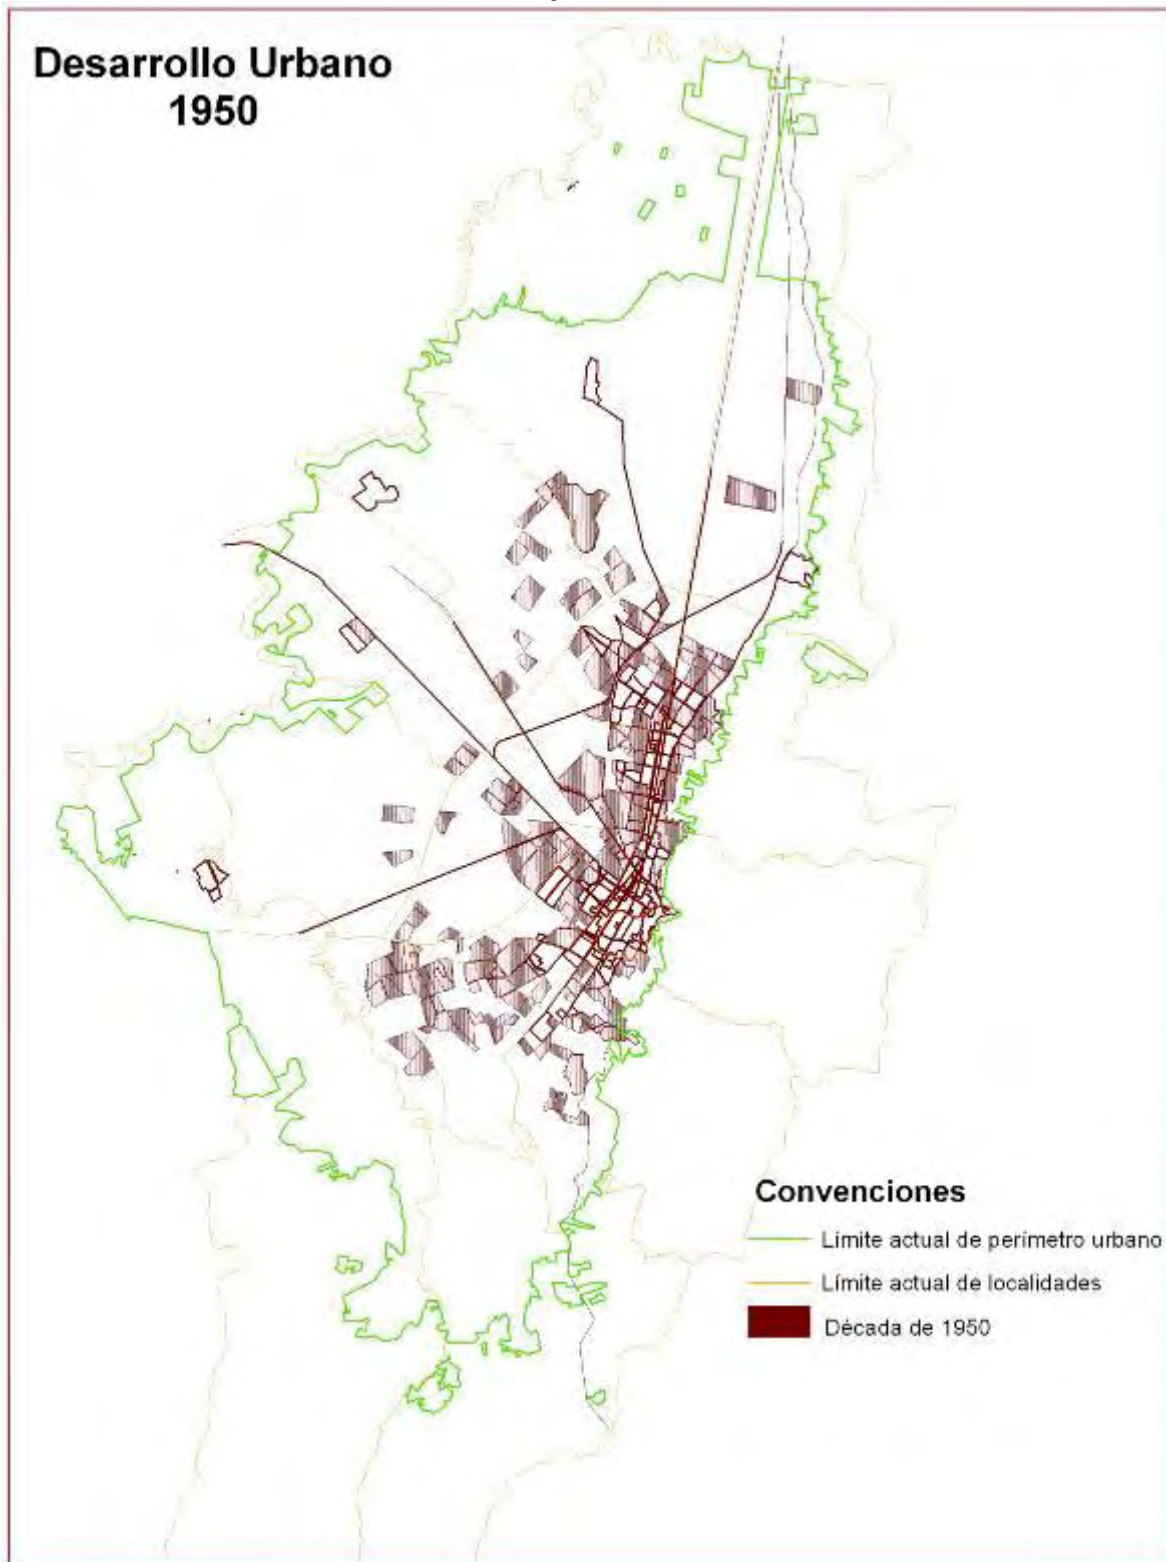 Desarrollo Urbano
1950
Convenciones
Límite actual de perímetro urbano
Límite actual de localidades
Década de 1950